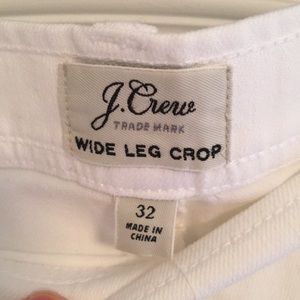 J.Crew
TRADE MARK
WIDE LEG CROP
32
MADE IN
CHINA